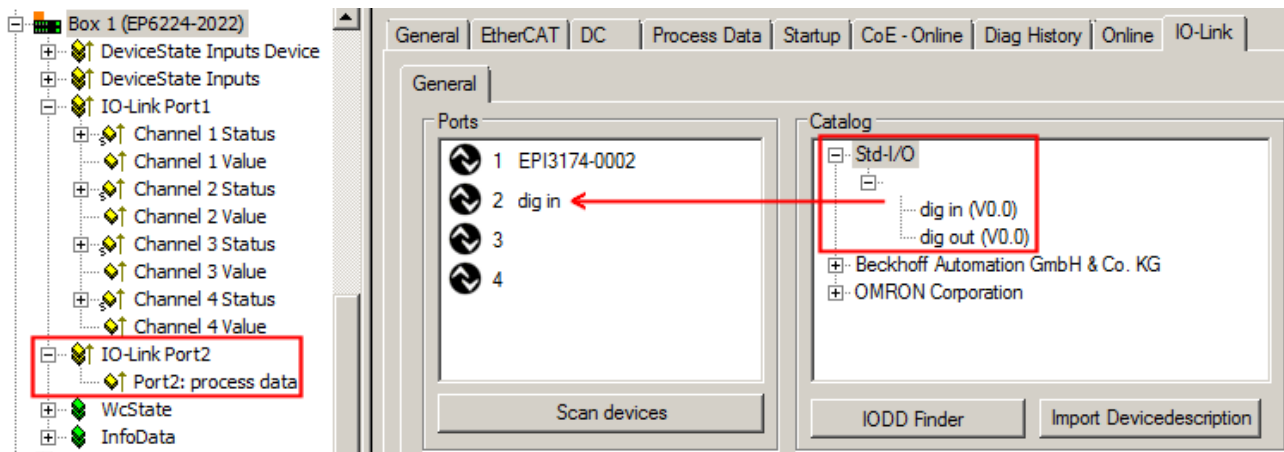 Box 1 (EP6224-2022)
DeviceState Inputs Device
DeviceState Inputs
IO-Link Port1
Channel 1 Status
Channel 1 Value
Channel 2 Status
Channel 2 Value
Channel 3 Status
Channel 3 Value
Channel 4 Status
Channel 4 Value
IO-Link Port2
Port2: process data
WcState
InfoData
General EtherCAT DC Process Data Startup CoE - Online Diag History Online IO-Link
General
Ports
1 EPI3174-0002
2 dig in
3
4
Scan devices
Catalog
Std-I/O
dig in (V0.0)
dig out (V0.0)
Beckhoff Automation GmbH & Co. KG
OMRON Corporation
IODD Finder Import Devicedescription